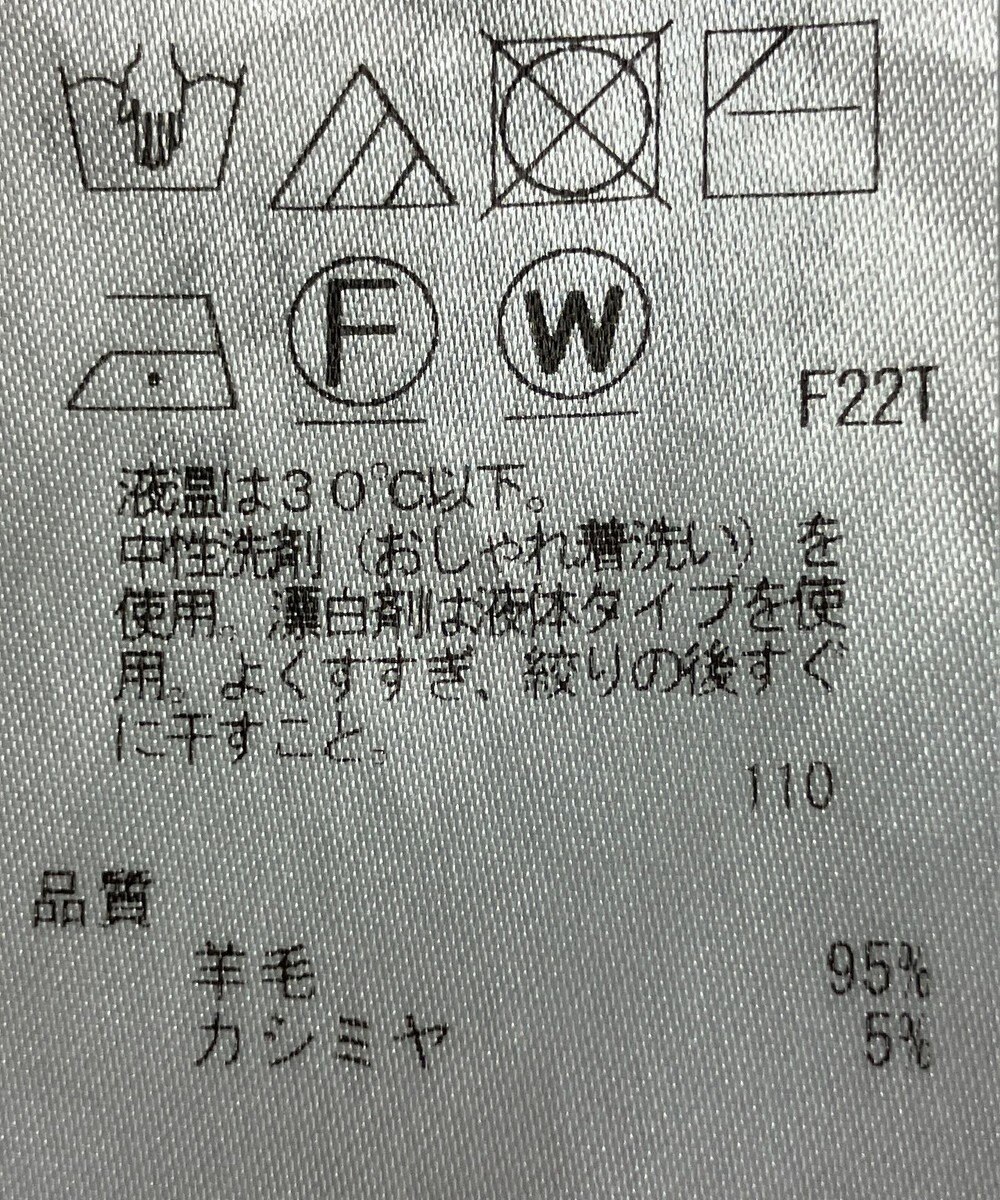 F
W
F22T
液温は30℃以下。
中性洗剤(おしゃれ着洗い)を
使用。漂白剤は液体タイプを使
用。よくすすぎ、絞りの後すぐ
に干すこと。
110
品質
羊毛 95%
カシミヤ 5%